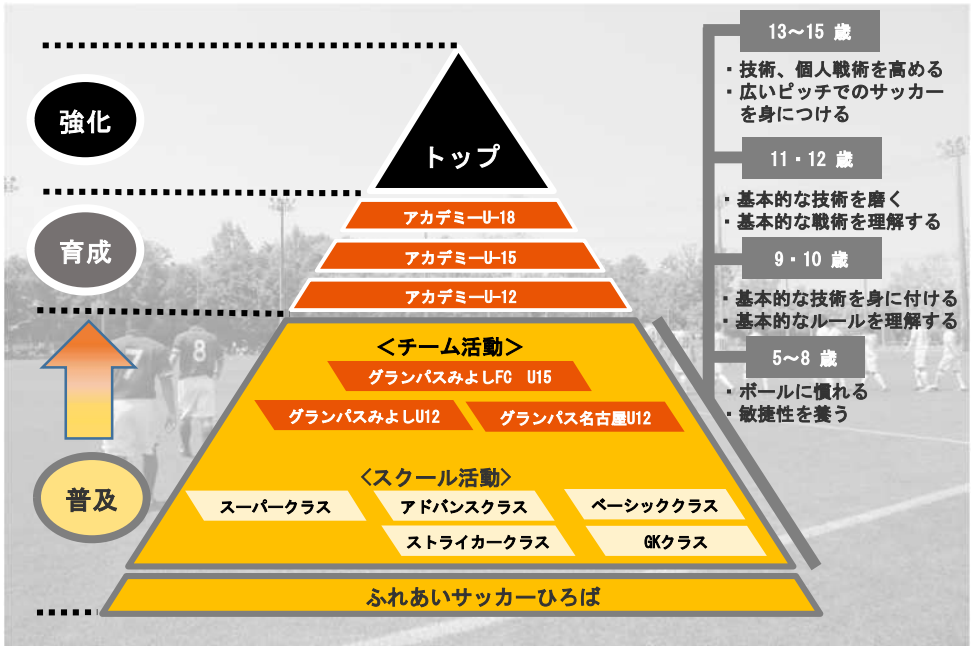 強化
育成
普及
トップ
アカデミーU-18
アカデミーU-15
アカデミーU-12
＜チーム活動＞
グランパスみよしFC　U15
グランパスみよしU12
グランパス名古屋U12
<スクール活動>
スーパークラス
アドバンスクラス
ベーシッククラス
ストライカークラス
GKクラス
ふれあいサッカーひろば
13～15 歳
・技術、個人戦術を高める
・広いピッチでのサッカー
を身につける
11・12 歳
・基本的な技術を磨く
・基本的な戦術を理解する
9・10 歳
・基本的な技術を身に付ける
・基本的なルールを理解する
5～8 歳
・ボールに慣れる
・敏捷性を養う